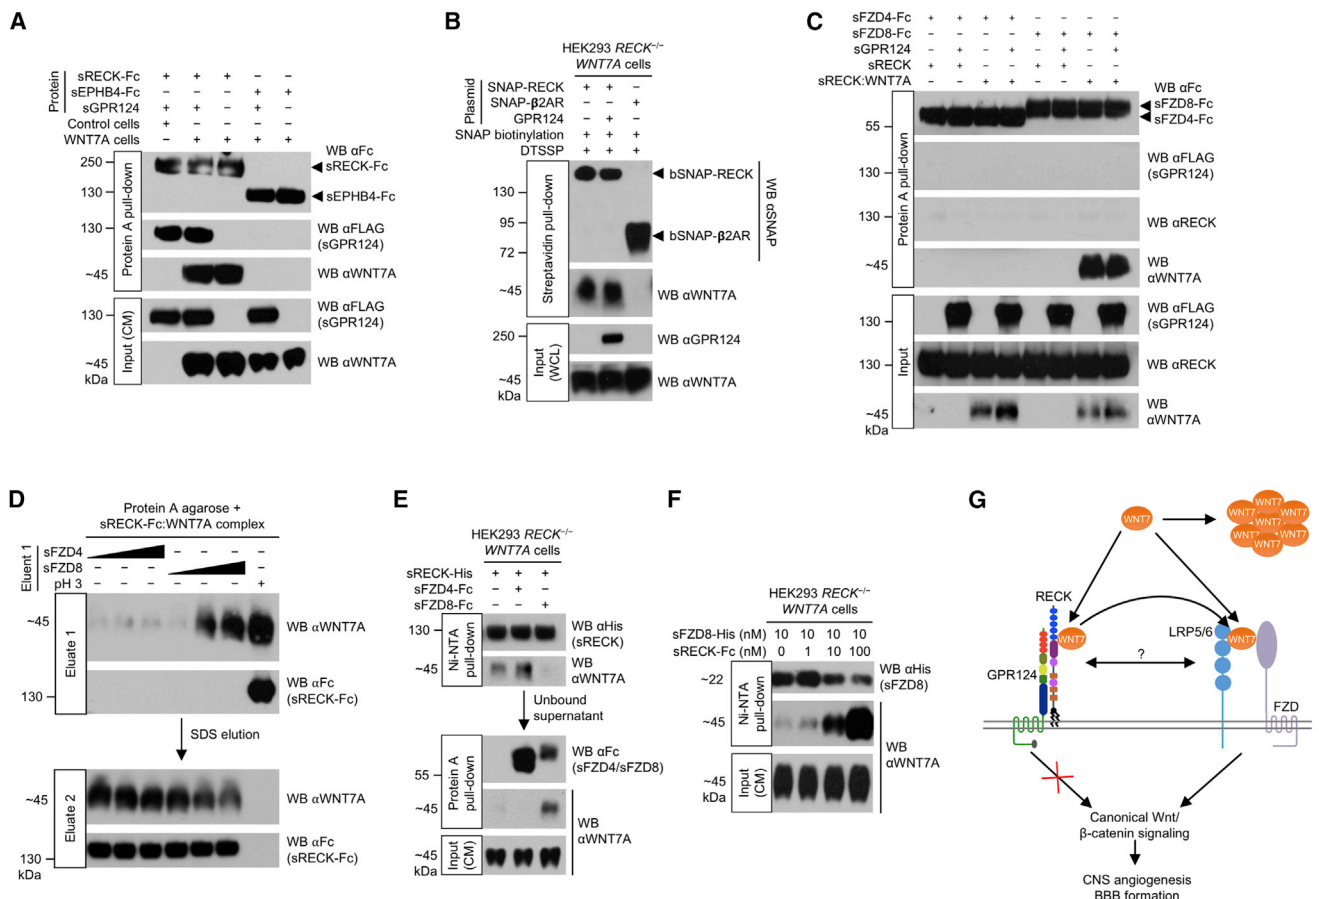 A
Protein
sRECK-Fc + + + – –
sEPHB4-Fc – – – + +
sGPR124 + + – + –
Control cells + – – – –
WNT7A cells – + + + +
Protein A pull-down
Input (CM)
250
130
130
~45
130
~45
kDa
WB αFc
sRECK-Fc
sEPHB4-Fc
WB αFLAG
(sGPR124)
WB αWNT7A
WB αFLAG
(sGPR124)
WB αWNT7A
B
HEK293 RECK–/–
WNT7A cells
Plasmid
SNAP-RECK + + –
SNAP-β2AR – – +
GPR124 – + –
SNAP biotinylation + + +
DTSSP + + +
Streptavidin pull-down
Input
(WCL)
130
95
72
~45
250
~45
kDa
bSNAP-RECK
bSNAP-β2AR
WB αSNAP
WB αWNT7A
WB αGPR124
WB αWNT7A
C
sFZD4-Fc + + + + – – – –
sFZD8-Fc – – – – + + + +
sGPR124 – + – + – + – +
sRECK + + – – + + – –
sRECK:WNT7A – – + + – – + +
Protein A pull-down
Input
55
130
130
~45
130
130
~45
kDa
WB αFc
sFZD8-Fc
sFZD4-Fc
WB αFLAG
(sGPR124)
WB αRECK
WB
αWNT7A
WB αFLAG
(sGPR124)
WB αRECK
WB
αWNT7A
D
Protein A agarose +
sRECK-Fc:WNT7A complex
Eluent 1
sFZD4 – – – –
sFZD8 – – – –
pH 3 – – – – – – +
Eluate 1
~45
130
WB αWNT7A
WB αFc
(sRECK-Fc)
SDS elution
Eluate 2
~45
130
kDa
WB αWNT7A
WB αFc
(sRECK-Fc)
E
HEK293 RECK–/–
WNT7A cells
sRECK-His + + +
sFZD4-Fc – + –
sFZD8-Fc – – +
Ni-NTA
pull-down
130
~45
WB αHis
(sRECK)
WB
αWNT7A
Unbound
supernatant
Protein A
pull-down
Input
(CM)
55
~45
~45
kDa
WB αFc
(sFZD4/sFZD8)
WB
αWNT7A
F
HEK293 RECK–/–
WNT7A cells
sFZD8-His (nM) 10 10 10 10
sRECK-Fc (nM) 0 1 10 100
Ni-NTA
pull-down
Input
(CM)
~22
~45
~45
kDa
WB αHis
(sFZD8)
WB
αWNT7A
G
WNT7
WNT7
WNT7
WNT7
WNT7
WNT7
WNT7
WNT7
RECK
WNT7
LRP5/6
WNT7
?
GPR124
FZD
Canonical Wnt/
β-catenin signaling
CNS angiogenesis
BBB formation